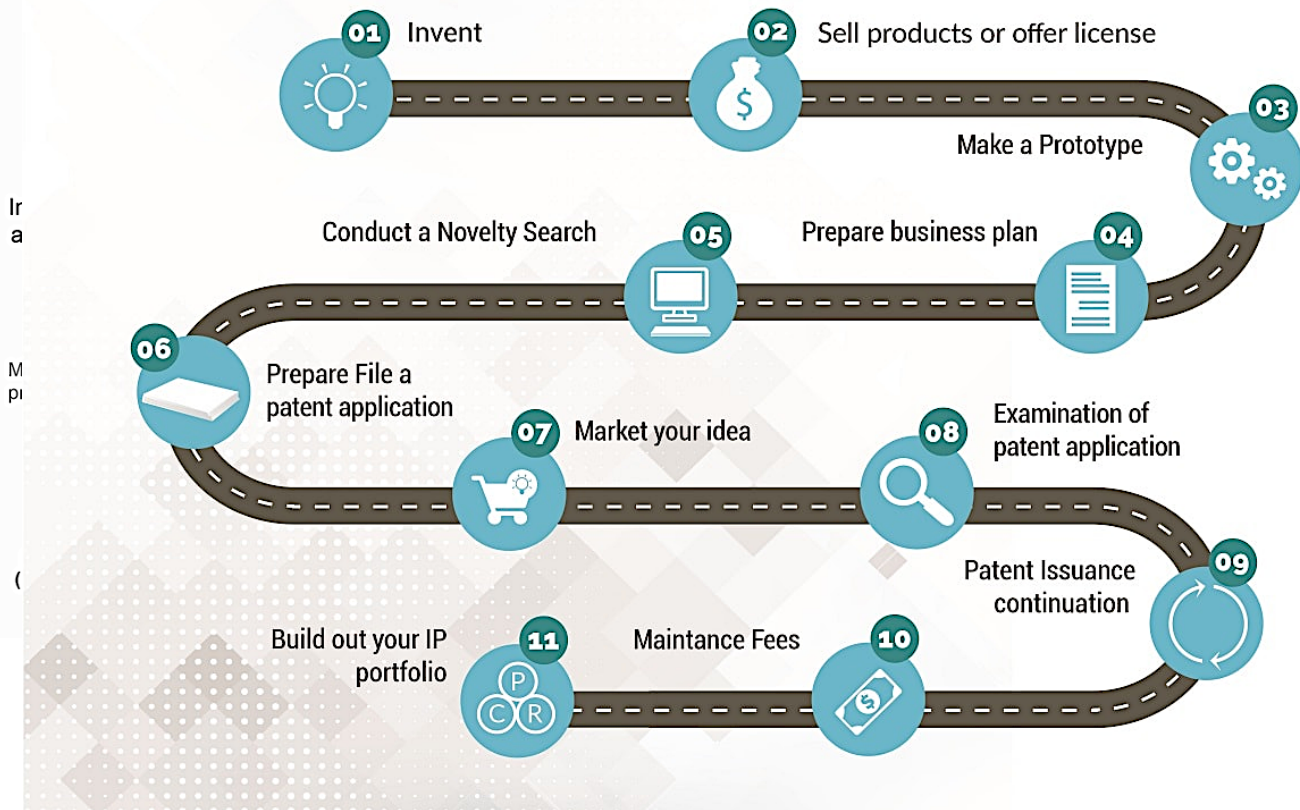 01 Invent
02 Sell products or offer license
03
Make a Prototype
Conduct a Novelty Search
05
Prepare business plan
04
06
Prepare File a
patent application
07 Market your idea
08
Examination of
patent application
09
Patent Issuance
continuation
Build out your IP
portfolio
11
P
C R
Maintance Fees
10
$
$